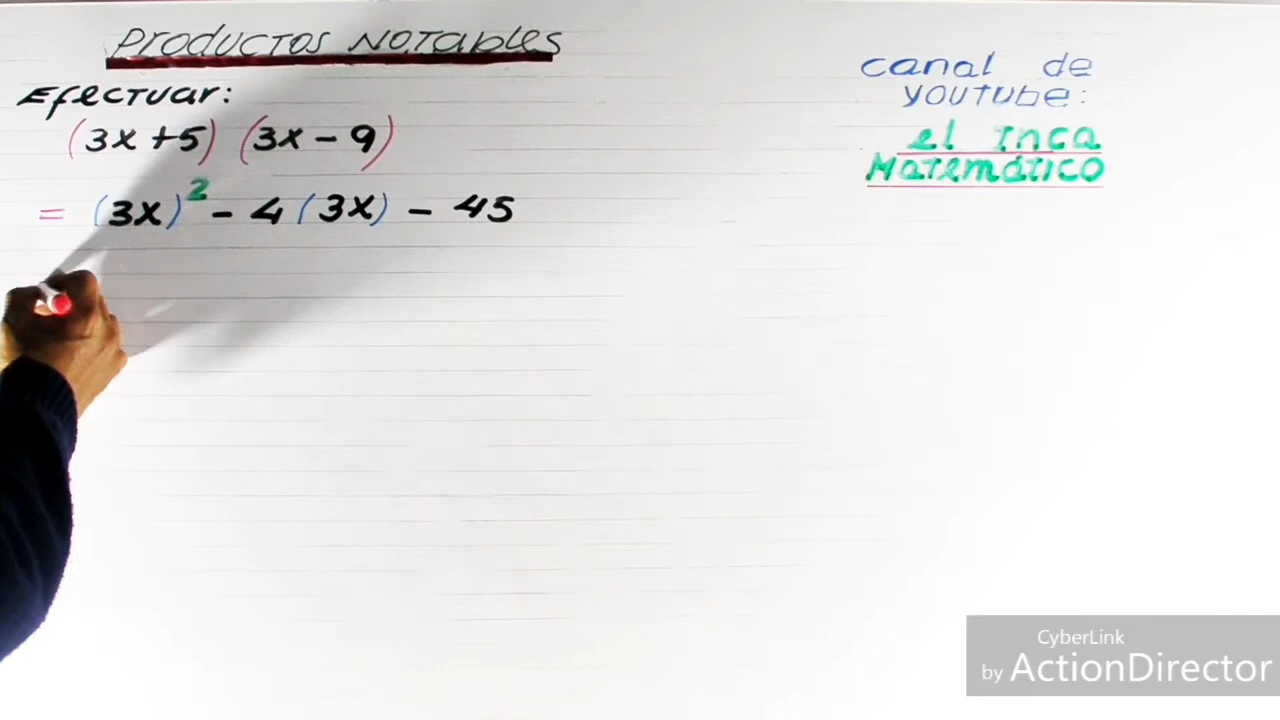 Productos Notables
Efectuar:
(3x+5) (3x-9)
= (3x)² - 4(3x) - 45
canal de
youtube:
el Inca
Matemático
CyberLink
by ActionDirector